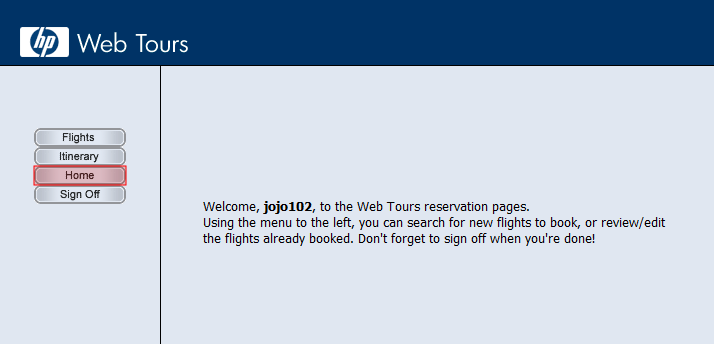 hp Web Tours
Flights
Itinerary
Home
Sign Off
Welcome, jojo102, to the Web Tours reservation pages.
Using the menu to the left, you can search for new flights to book, or review/edit
the flights already booked. Don't forget to sign off when you're done!